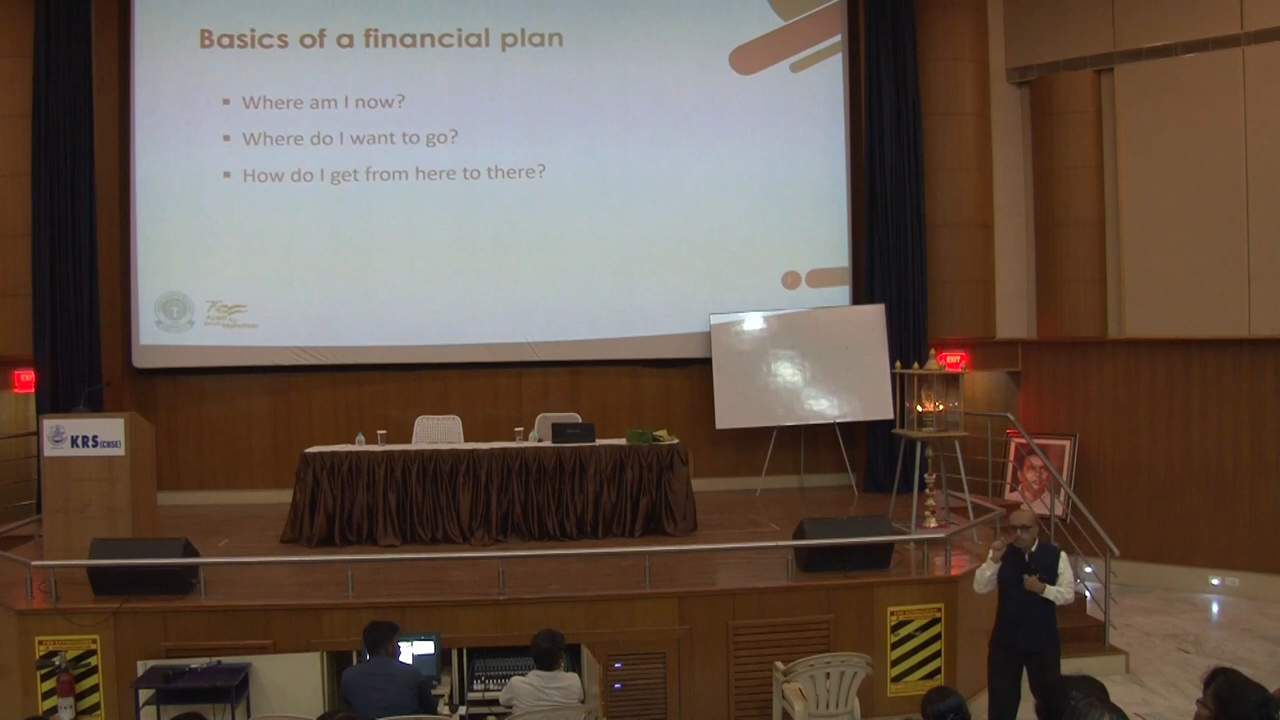 Basics of a financial plan
▪ Where am I now?
▪ Where do I want to go?
▪ How do I get from here to there?
KRS (CBSE)
EXIT